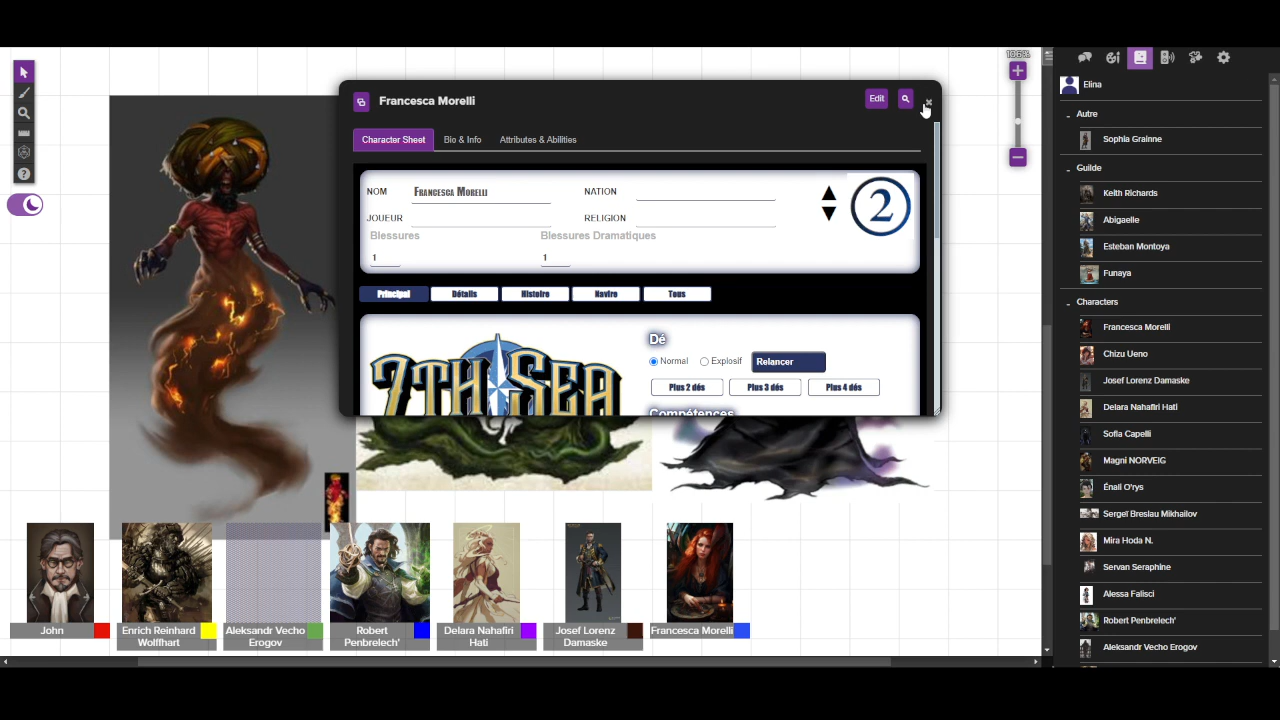 106%
Francesca Morelli
Edit
Character Sheet
Bio & Info
Attributes & Abilities
NOM Francesca Morelli
NATION
JOUEUR
RELIGION
Blessures
Blessures Dramatiques
1
1
2
Principal
Détails
Histoire
Navire
Tous
7TH SEA
Dé
Normal
Explosif
Relancer
Plus 2 dés
Plus 3 dés
Plus 4 dés
Compétences
John
Enrich Reinhard
Wolffhart
Aleksandr Vecho
Erogov
Robert
Penbrelech'
Delara Nahafiri
Hati
Josef Lorenz
Damaske
Francesca Morelli
Elina
Autre
Sophia Grainne
Guilde
Keith Richards
Abigaelle
Esteban Montoya
Funaya
Characters
Francesca Morelli
Chizu Ueno
Josef Lorenz Damaske
Delara Nahafiri Hati
Sofia Capelli
Magni NORVEIG
Énali O'rys
Sergeï Breslau Mikhailov
Mira Hoda N.
Servan Seraphine
Alessa Falisci
Robert Penbrelech'
Aleksandr Vecho Erogov